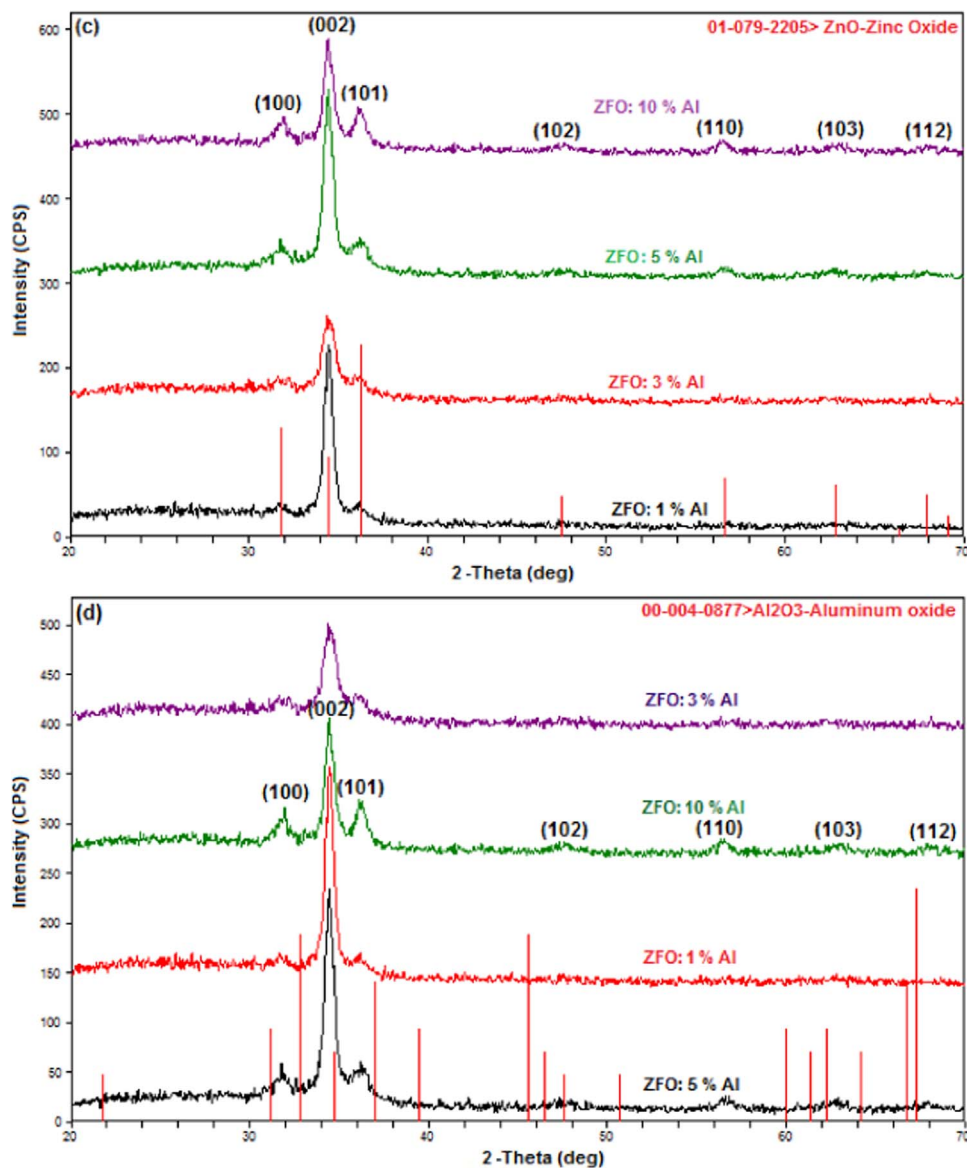 (c)
01-079-2205> ZnO-Zinc Oxide
(002)
ZFO: 10 % Al
(100)
(101)
(102)
(110)
(103)
(112)
ZFO: 5 % Al
ZFO: 3 % Al
ZFO: 1 % Al
600
500
400
300
200
100
0
Intensity (CPS)
20 30 40 50 60 70
2 -Theta (deg)
(d)
00-004-0877>Al2O3-Aluminum oxide
ZFO: 3 % Al
(002)
(100)
(101)
ZFO: 10 % Al
(102)
(110)
(103)
(112)
ZFO: 1 % Al
ZFO: 5 % Al
500
450
400
350
300
250
200
150
100
50
0
Intensity (CPS)
20 30 40 50 60 70
2 -Theta (deg)